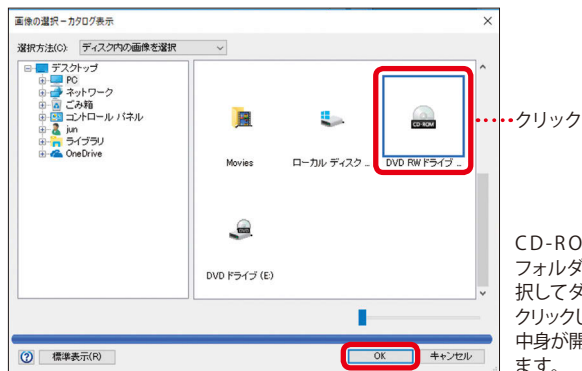 画像の選択－カタログ表示
選択方法(C): ディスク内の画像を選択
デスクトップ
PC
ネットワーク
ごみ箱
コントロール パネル
jun
ライブラリ
OneDrive
CD-ROM
Movies
ローカル ディスク ...
DVD RW ドライブ ...
DVD ドライブ (E:)
標準表示(R)
OK
キャンセル
クリック
CD-RO
フォルダ
択してダ
クリックし
中身が開
ます。